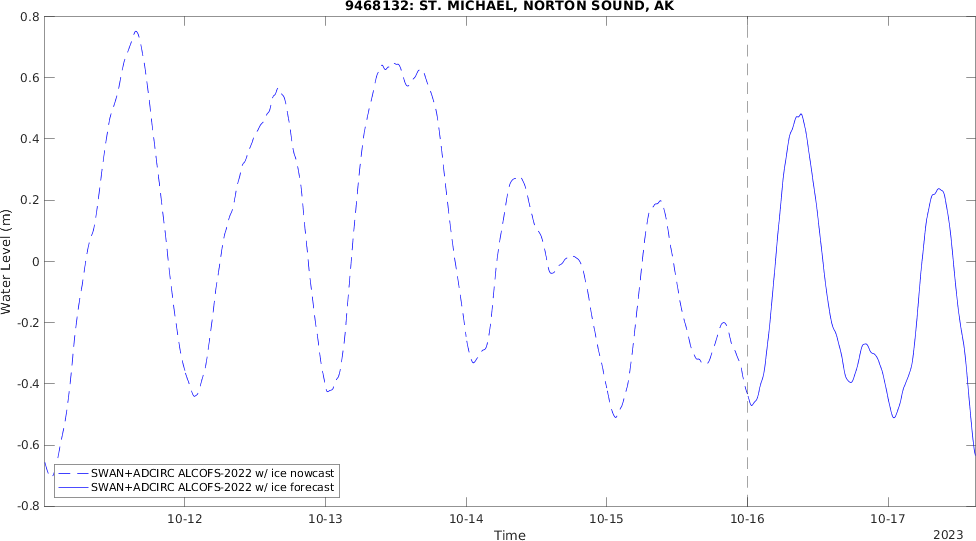 9468132: ST. MICHAEL, NORTON SOUND, AK
Water Level (m)
0.8
0.6
0.4
0.2
0
-0.2
-0.4
-0.6
-0.8
SWAN+ADCIRC ALCOFS-2022 w/ ice nowcast
SWAN+ADCIRC ALCOFS-2022 w/ ice forecast
10-12 10-13 10-14 10-15 10-16 10-17
Time
2023